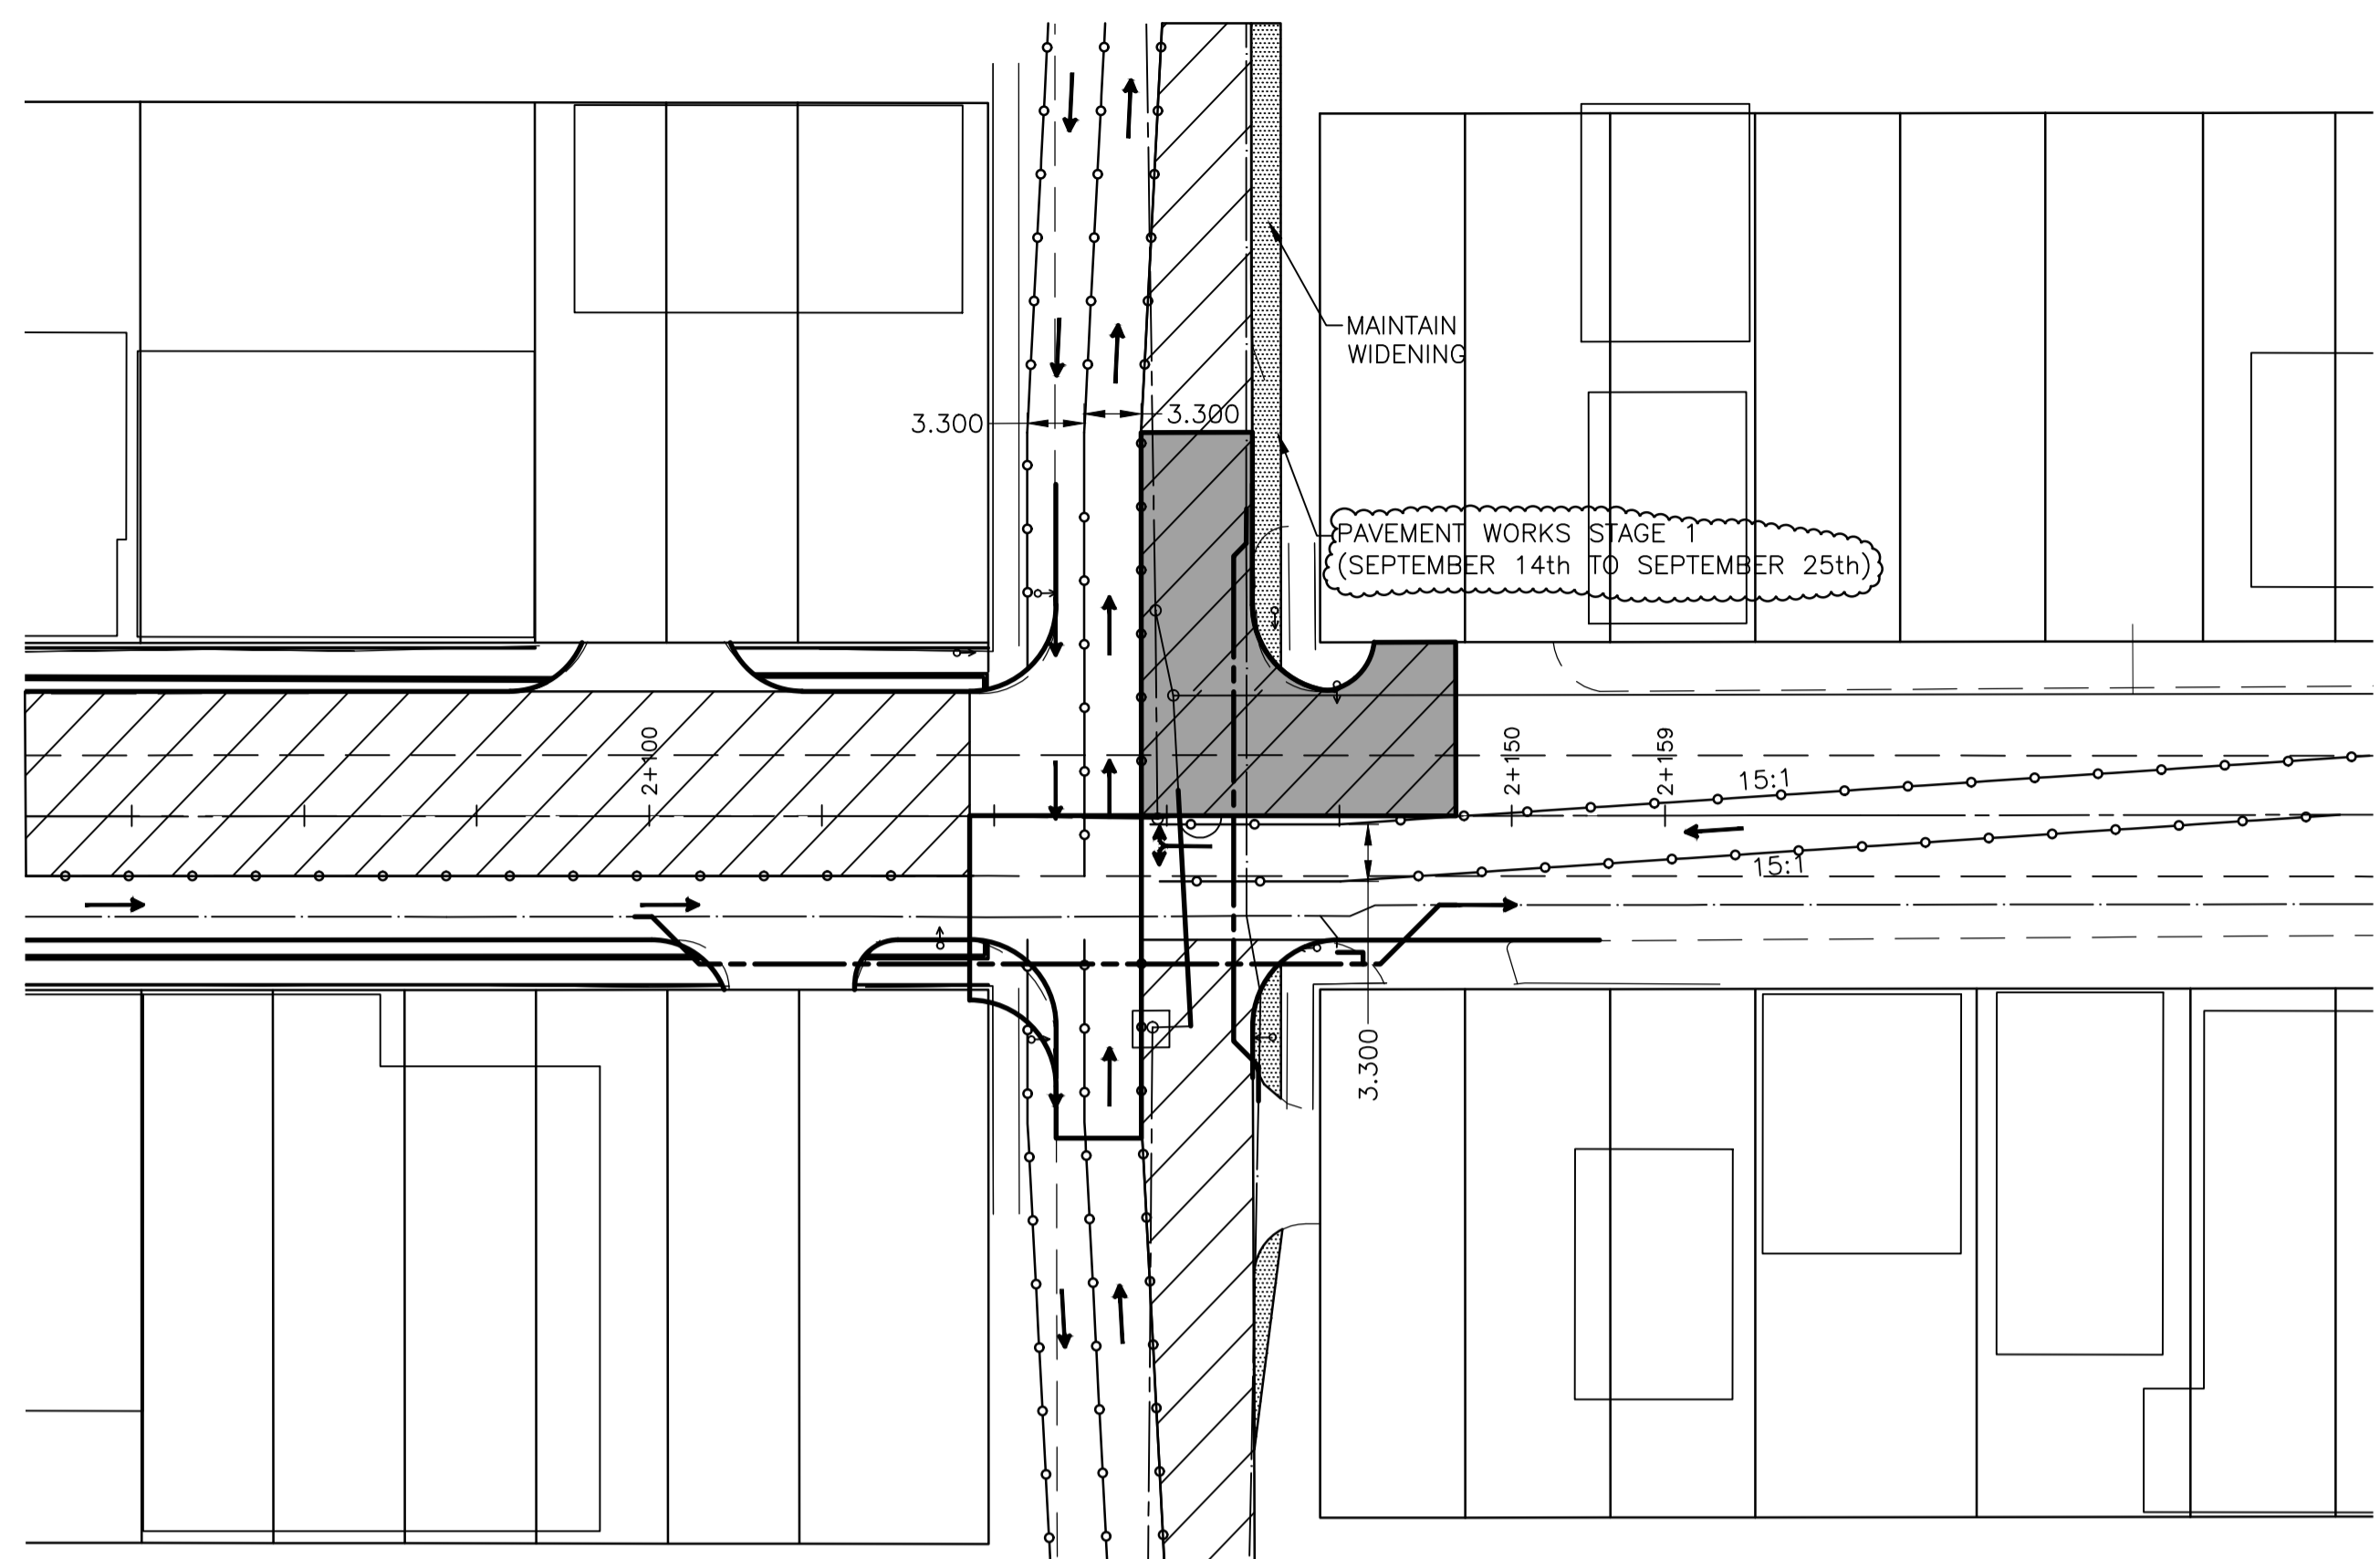 MAINTAIN
WIDENING
3.300
3.300
PAVEMENT WORKS STAGE 1
(SEPTEMBER 14th TO SEPTEMBER 25th)
2+100
2+150
2+159
15:1
15:1
3.300